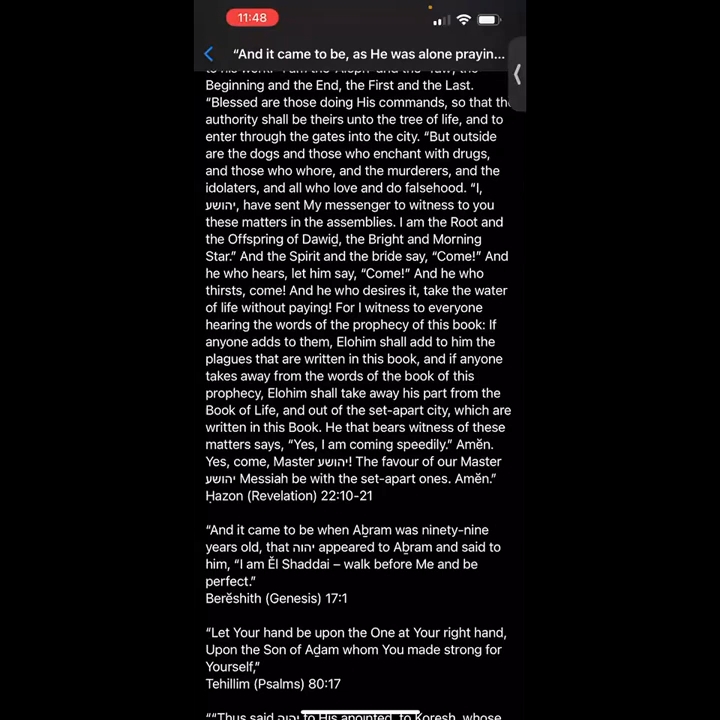 11:48
“And it came to be, as He was alone prayin...
Beginning and the End, the First and the Last.
“Blessed are those doing His commands, so that the
authority shall be theirs unto the tree of life, and to
enter through the gates into the city. “But outside
are the dogs and those who enchant with drugs,
and those who whore, and the murderers, and the
idolaters, and all who love and do falsehood. “I,
יהושע, have sent My messenger to witness to you
these matters in the assemblies. I am the Root and
the Offspring of Dawiḏ, the Bright and Morning
Star.” And the Spirit and the bride say, “Come!” And
he who hears, let him say, “Come!” And he who
thirsts, come! And he who desires it, take the water
of life without paying! For I witness to everyone
hearing the words of the prophecy of this book: If
anyone adds to them, Elohim shall add to him the
plagues that are written in this book, and if anyone
takes away from the words of the book of this
prophecy, Elohim shall take away his part from the
Book of Life, and out of the set-apart city, which are
written in this Book. He that bears witness of these
matters says, “Yes, I am coming speedily.” Amĕn.
Yes, come, Master יהושע! The favour of our Master
יהושע Messiah be with the set-apart ones. Amĕn.”
Ḥazon (Revelation) 22:10-21
“And it came to be when Aḇram was ninety-nine
years old, that יהוה appeared to Aḇram and said to
him, “I am Ĕl Shaddai – walk before Me and be
perfect.”
Berĕshith (Genesis) 17:1
“Let Your hand be upon the One at Your right hand,
Upon the Son of Aḏam whom You made strong for
Yourself,”
Tehillim (Psalms) 80:17
““Thus said יהוה to His anointed, to Koresh, whose